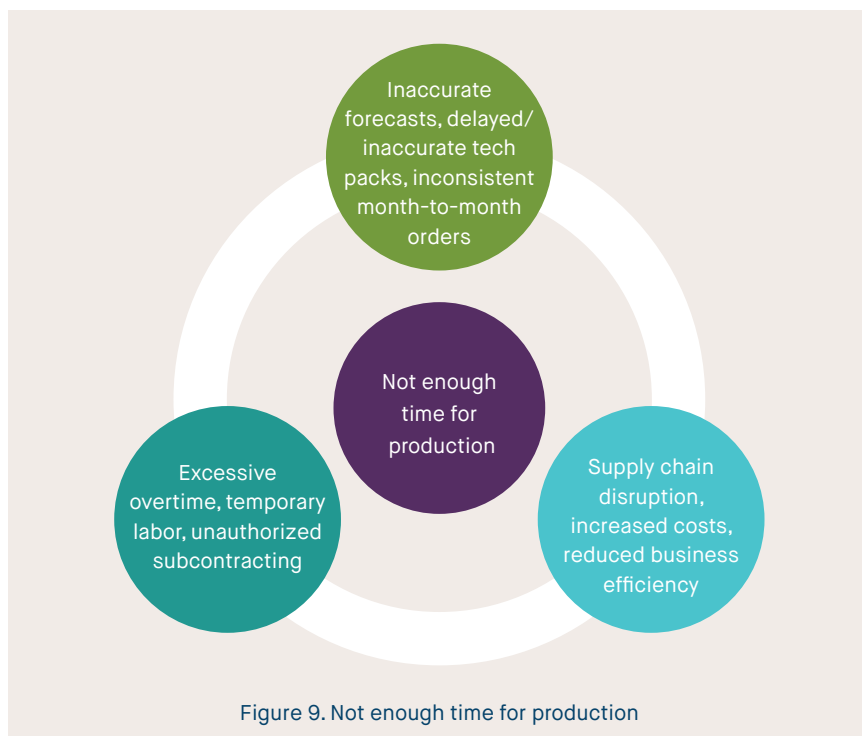 Inaccurate
forecasts, delayed/
inaccurate tech
packs, inconsistent
month-to-month
orders
Not enough
time for
production
Excessive
overtime, temporary
labor, unauthorized
subcontracting
Supply chain
disruption,
increased costs,
reduced business
efficiency
Figure 9. Not enough time for production